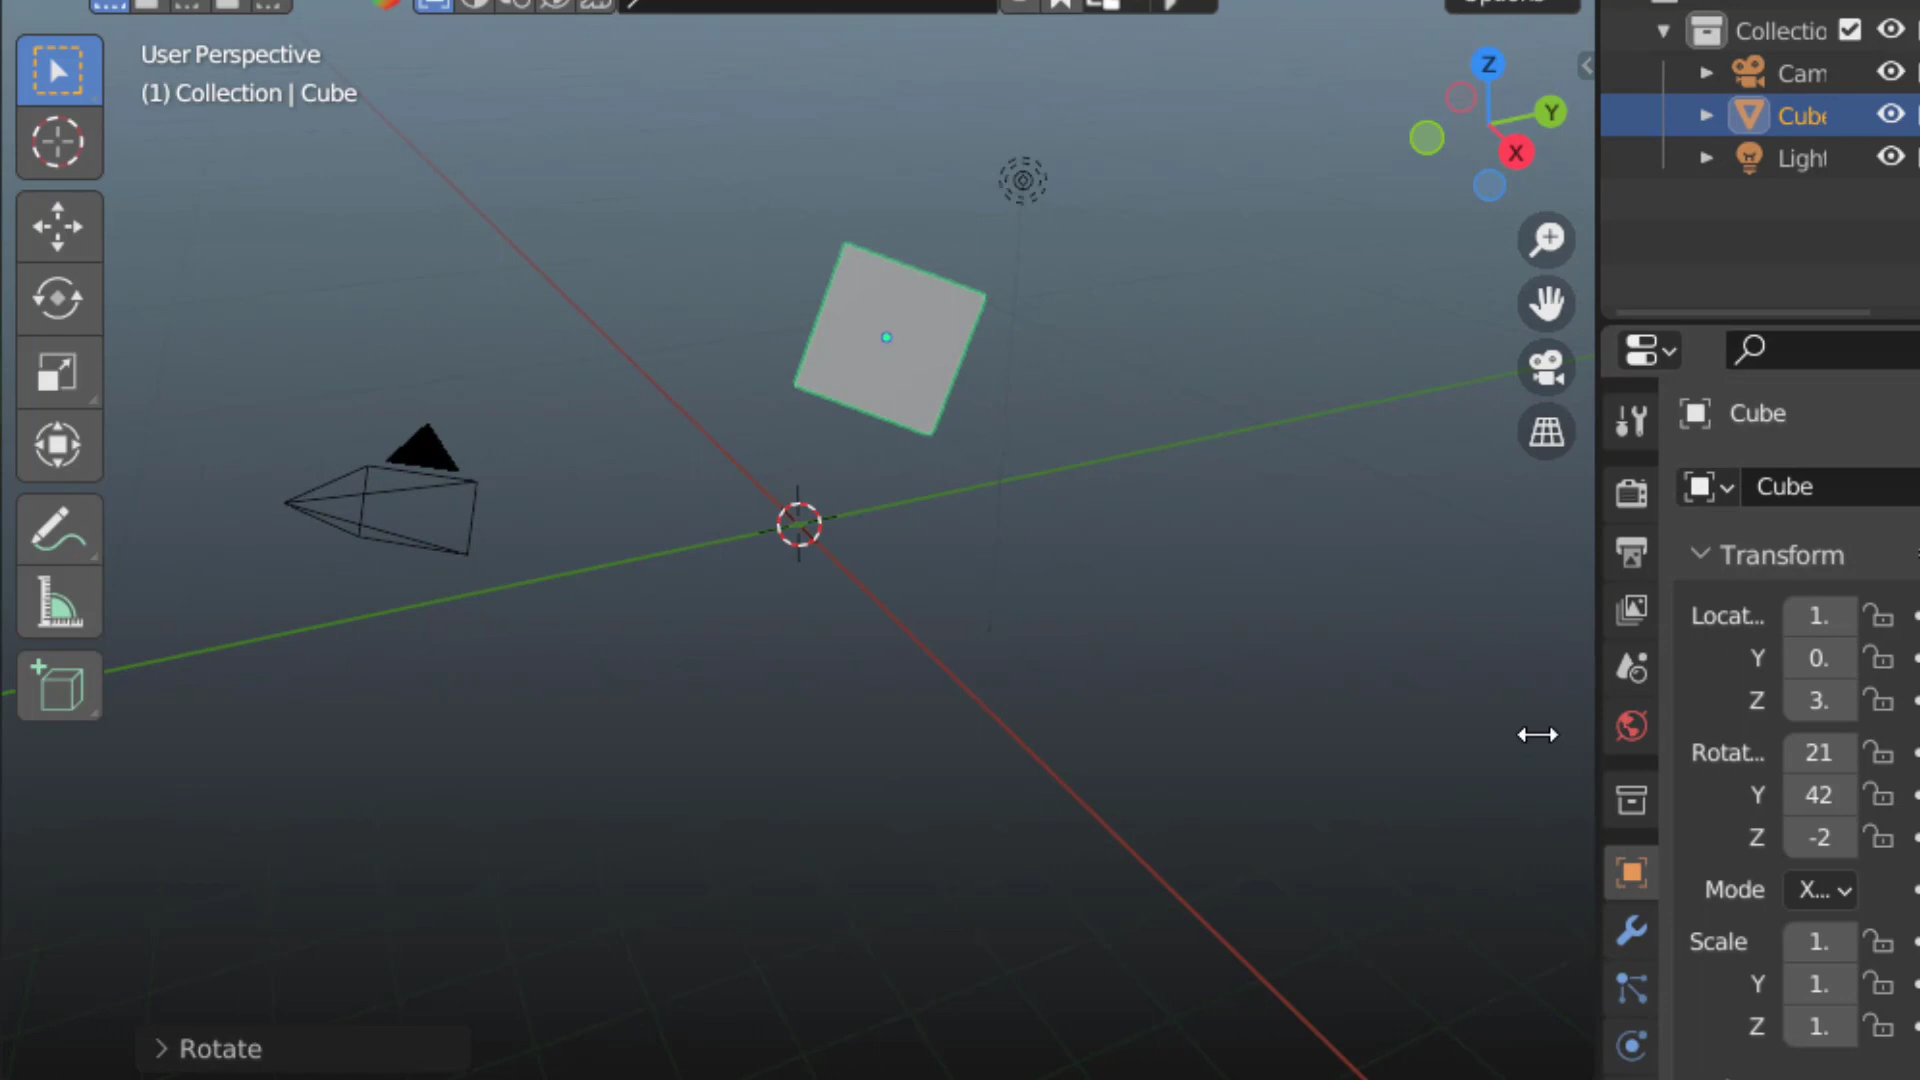 Options
User Perspective
(1) Collection | Cube
Z
Y
X
Collectio
Cam
Cube
Light
Cube
Cube
Transform
Locat... 1.
Y 0.
Z 3.
Rotat... 21
Y 42
Z -2
Mode X...
Scale 1.
Y 1.
Z 1.
Rotate